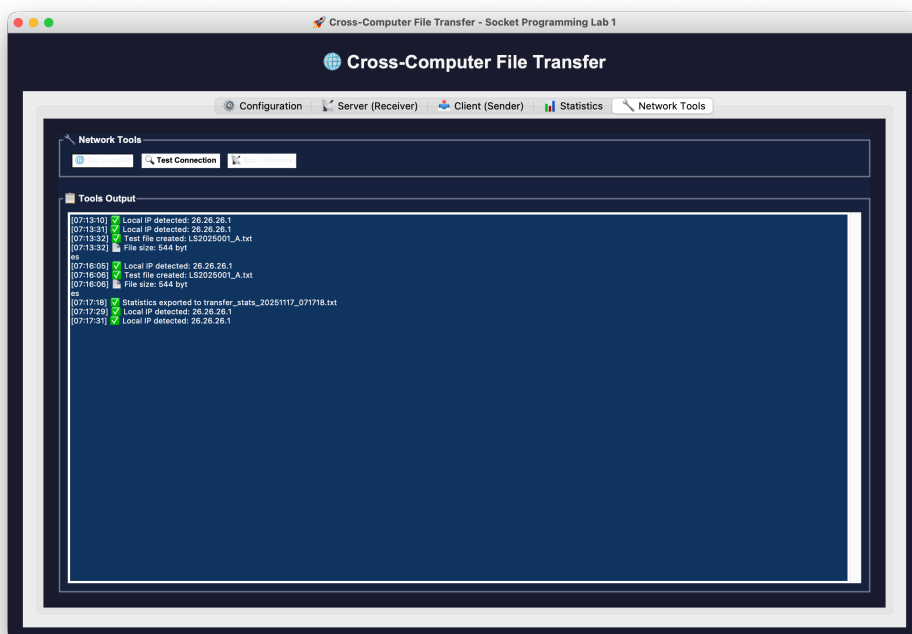 🚀 Cross-Computer File Transfer - Socket Programming Lab 1
🌐 Cross-Computer File Transfer
⚙️ Configuration 📡 Server (Receiver) 📤 Client (Sender) 📊 Statistics 🔧 Network Tools
🔧 Network Tools
🌐 Get Local IP 🔍 Test Connection 📡 Scan Network
📋 Tools Output
[07:13:10] ✅ Local IP detected: 26.26.26.1
[07:13:31] ✅ Local IP detected: 26.26.26.1
[07:13:32] ✅ Test file created: LS2025001_A.txt
[07:13:32] 📄 File size: 544 byt
es
[07:16:05] ✅ Local IP detected: 26.26.26.1
[07:16:06] ✅ Test file created: LS2025001_A.txt
[07:16:06] 📄 File size: 544 byt
es
[07:17:18] ✅ Statistics exported to transfer_stats_20251117_071718.txt
[07:17:29] ✅ Local IP detected: 26.26.26.1
[07:17:31] ✅ Local IP detected: 26.26.26.1